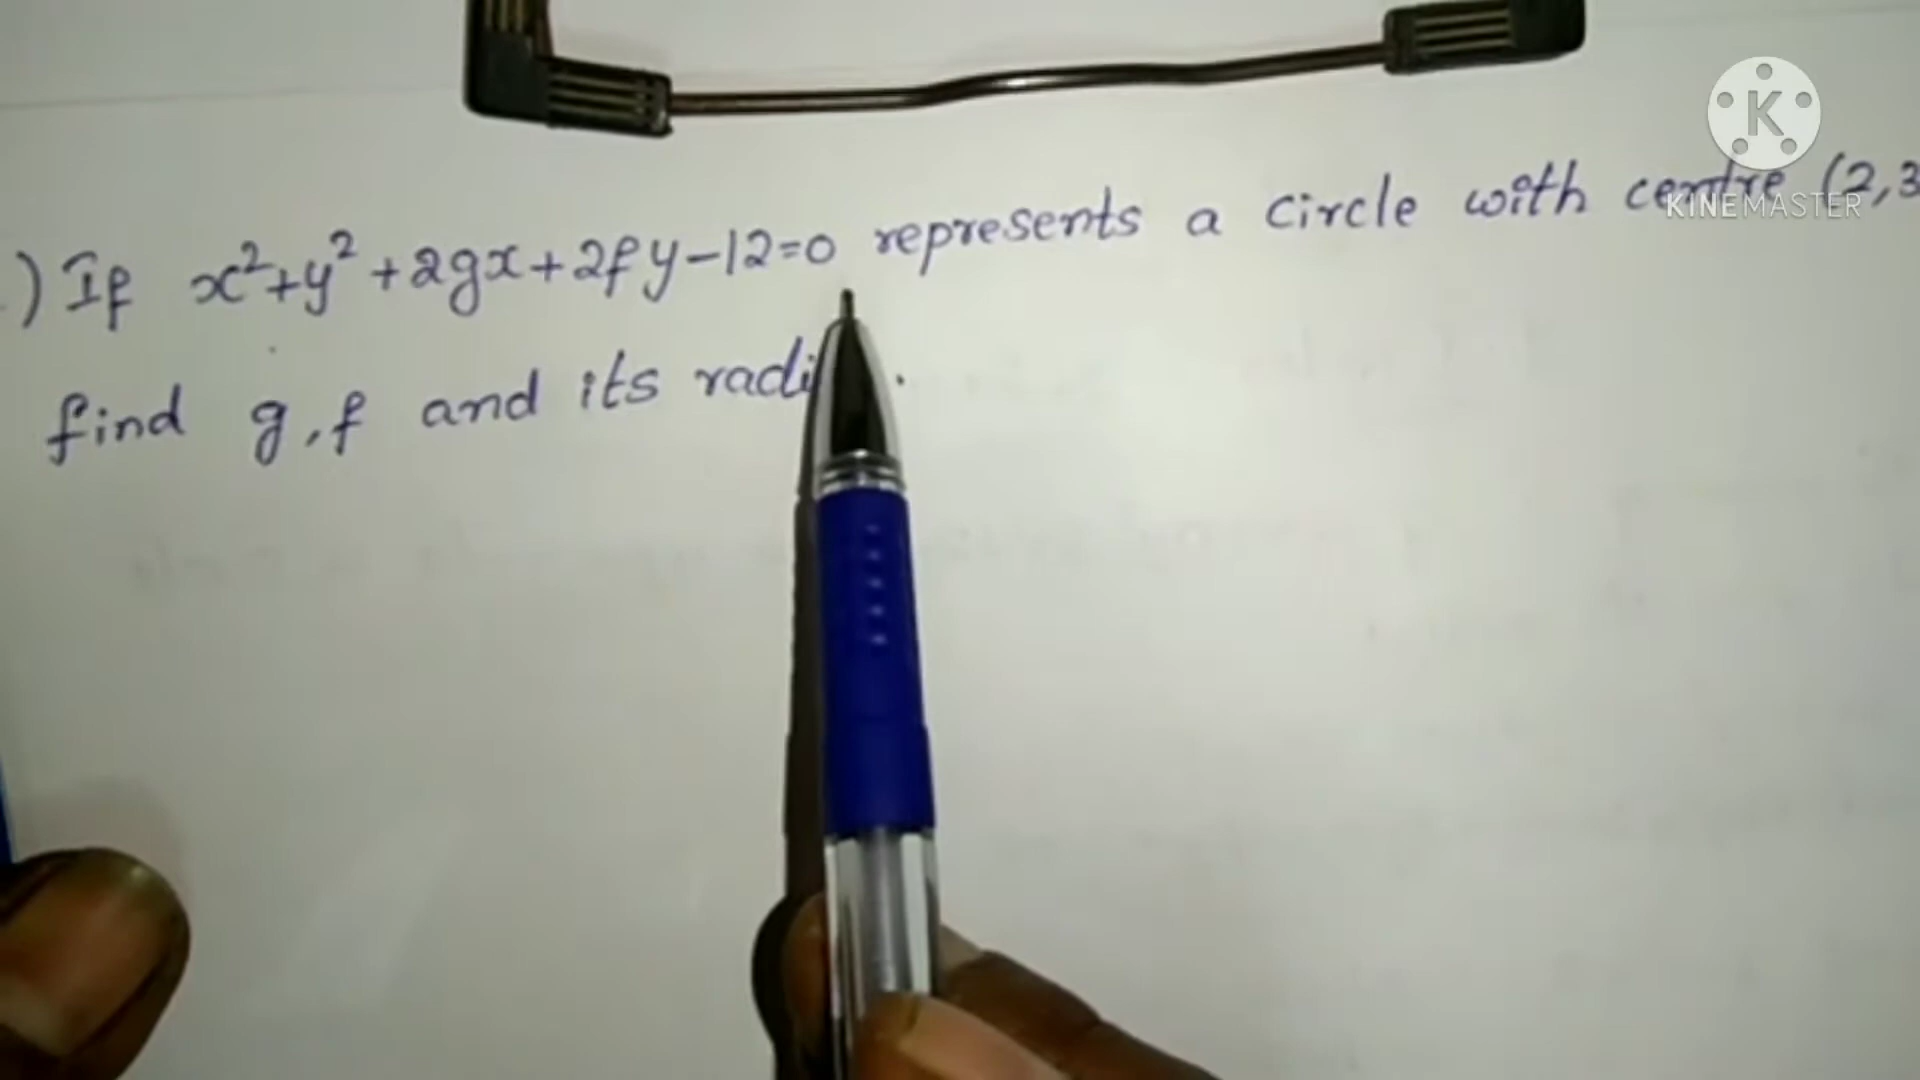 K
KINEMASTER
) If x²+y²+2gx+2fy-12=0 represents a circle with centre (2,3
find g,f and its